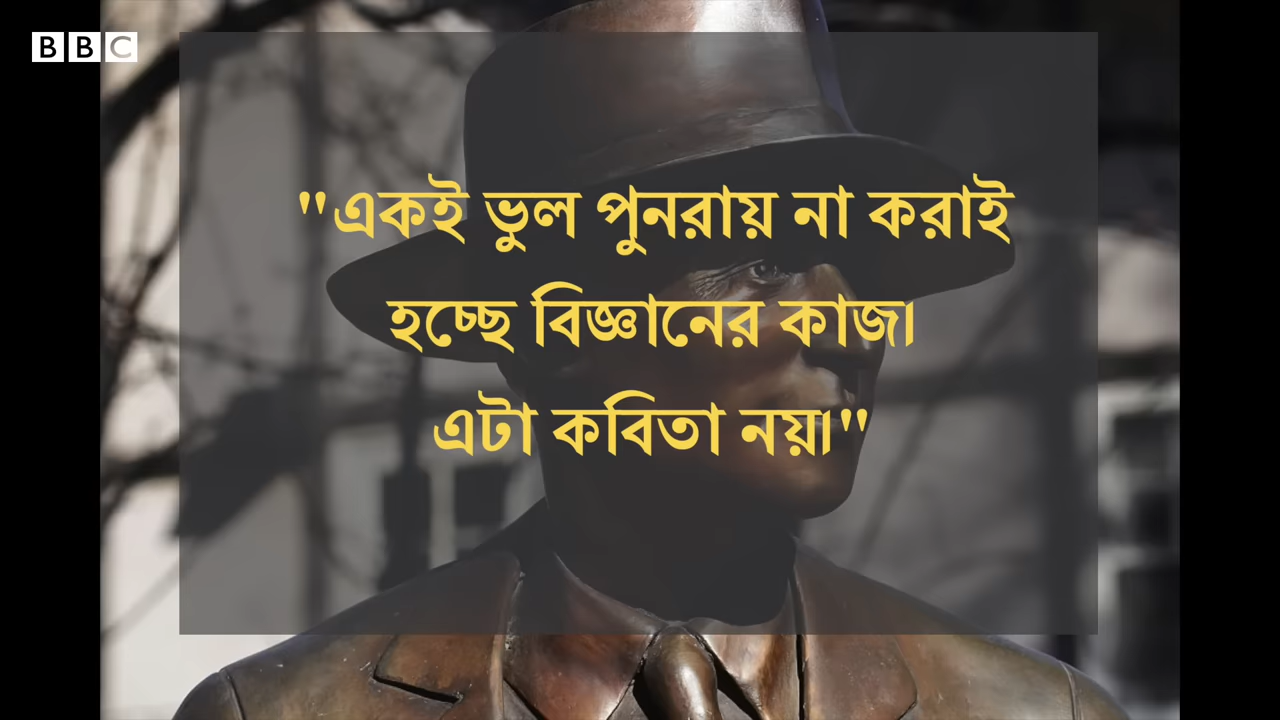 BBC
"একই ভুল পুনরায় না করাই
হচ্ছে বিজ্ঞানের কাজ।
এটা কবিতা নয়।"